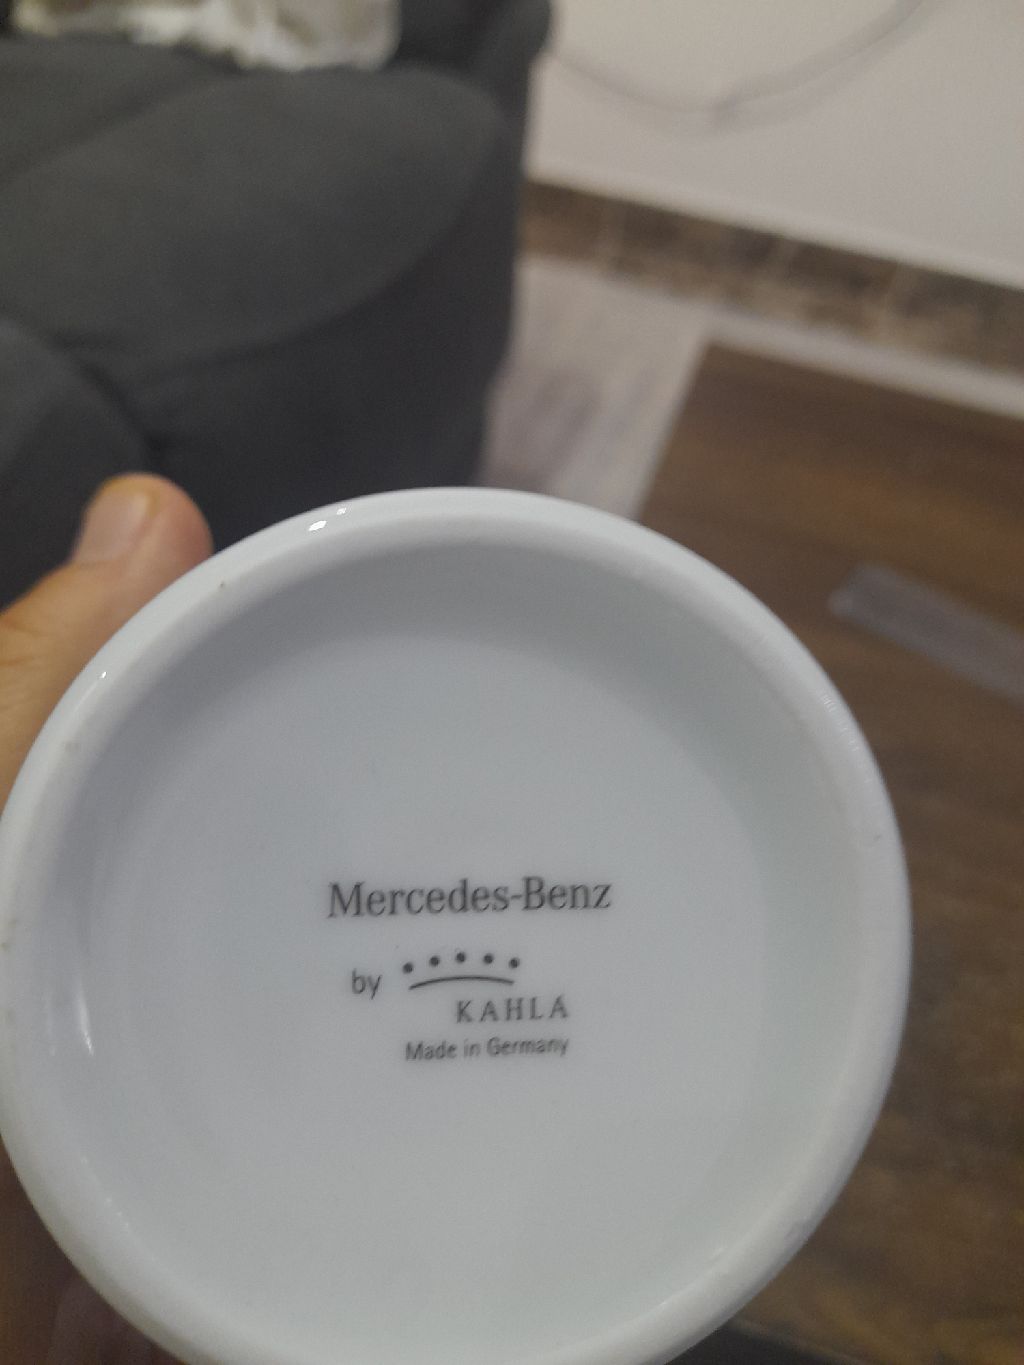 Mercedes-Benz
by
KAHLA
Made in Germany